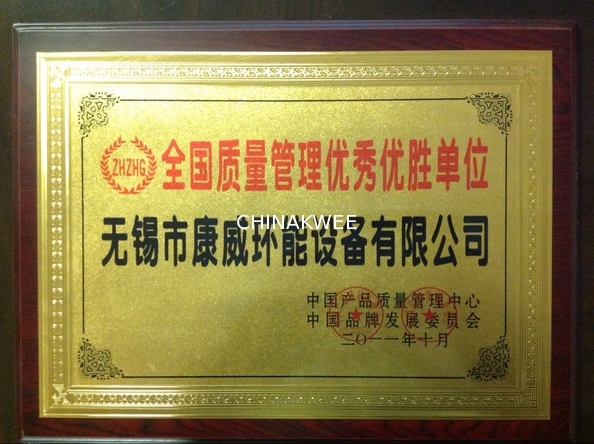 ZHZHG 全国质量管理优秀优胜单位
无锡市康威环能设备有限公司
CHINAKWEE
中国产品质量管理中心
中国品牌发展委员会
二〇一一年十月